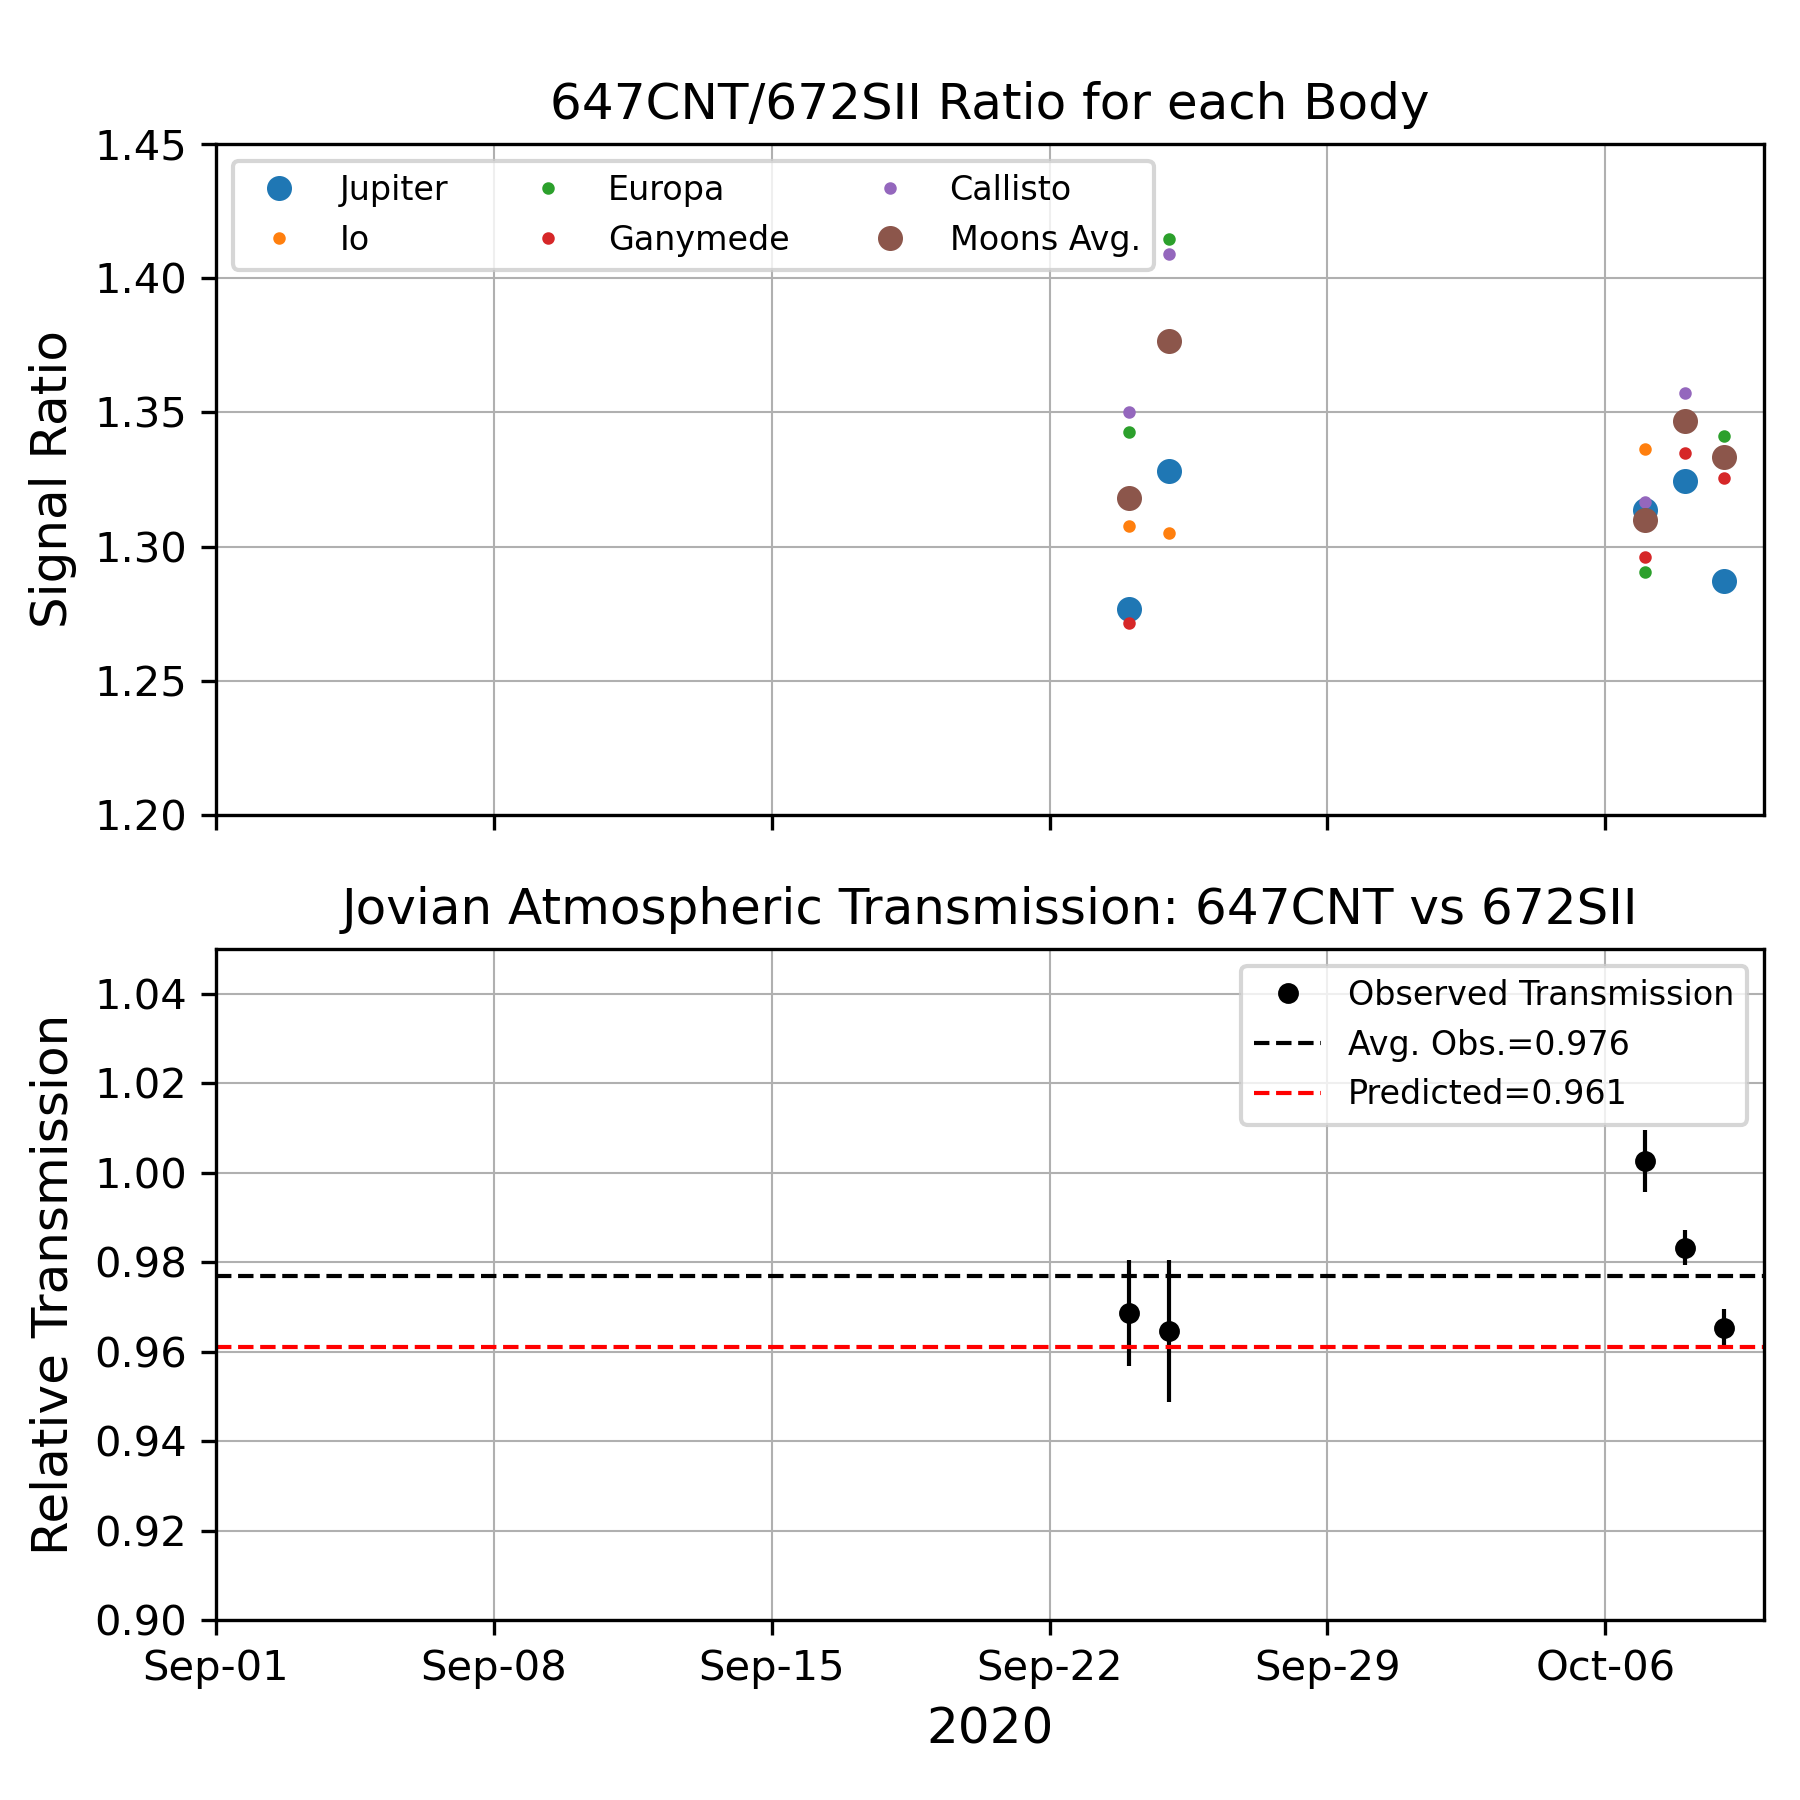 647CNT/672SII Ratio for each Body
1.45
1.40
1.35
1.30
1.25
1.20
Signal Ratio
Jupiter
Io
Europa
Ganymede
Callisto
Moons Avg.
Jovian Atmospheric Transmission: 647CNT vs 672SII
1.04
1.02
1.00
0.98
0.96
0.94
0.92
0.90
Relative Transmission
Observed Transmission
Avg. Obs.=0.976
Predicted=0.961
Sep-01 Sep-08 Sep-15 Sep-22 Sep-29 Oct-06
2020